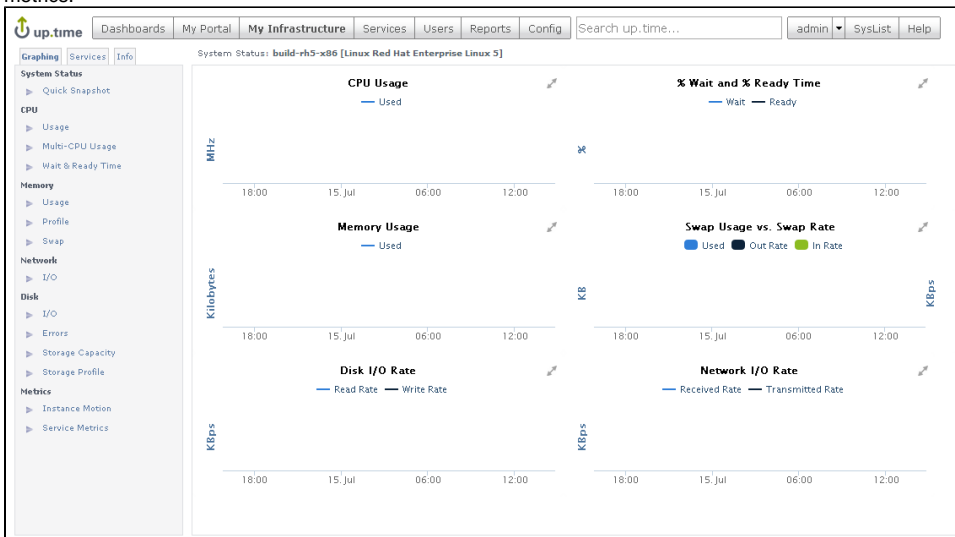 metrics.
up.time
Dashboards My Portal My Infrastructure Services Users Reports Config Search up.time... admin SysList Help
Graphing Services Info
System Status: build-rh5-x86 [Linux Red Hat Enterprise Linux 5]
System Status
Quick Snapshot
CPU
Usage
Multi-CPU Usage
Wait & Ready Time
Memory
Usage
Profile
Swap
Network
I/O
Disk
I/O
Errors
Storage Capacity
Storage Profile
Metrics
Instance Motion
Service Metrics
CPU Usage
Used
MHz
18:00 15. Jul 06:00 12:00
% Wait and % Ready Time
Wait Ready
%
18:00 15. Jul 06:00 12:00
Memory Usage
Used
Kilobytes
18:00 15. Jul 06:00 12:00
Swap Usage vs. Swap Rate
Used Out Rate In Rate
KB
KBps
18:00 15. Jul 06:00 12:00
Disk I/O Rate
Read Rate Write Rate
KBps
18:00 15. Jul 06:00 12:00
Network I/O Rate
Received Rate Transmitted Rate
KBps
18:00 15. Jul 06:00 12:00